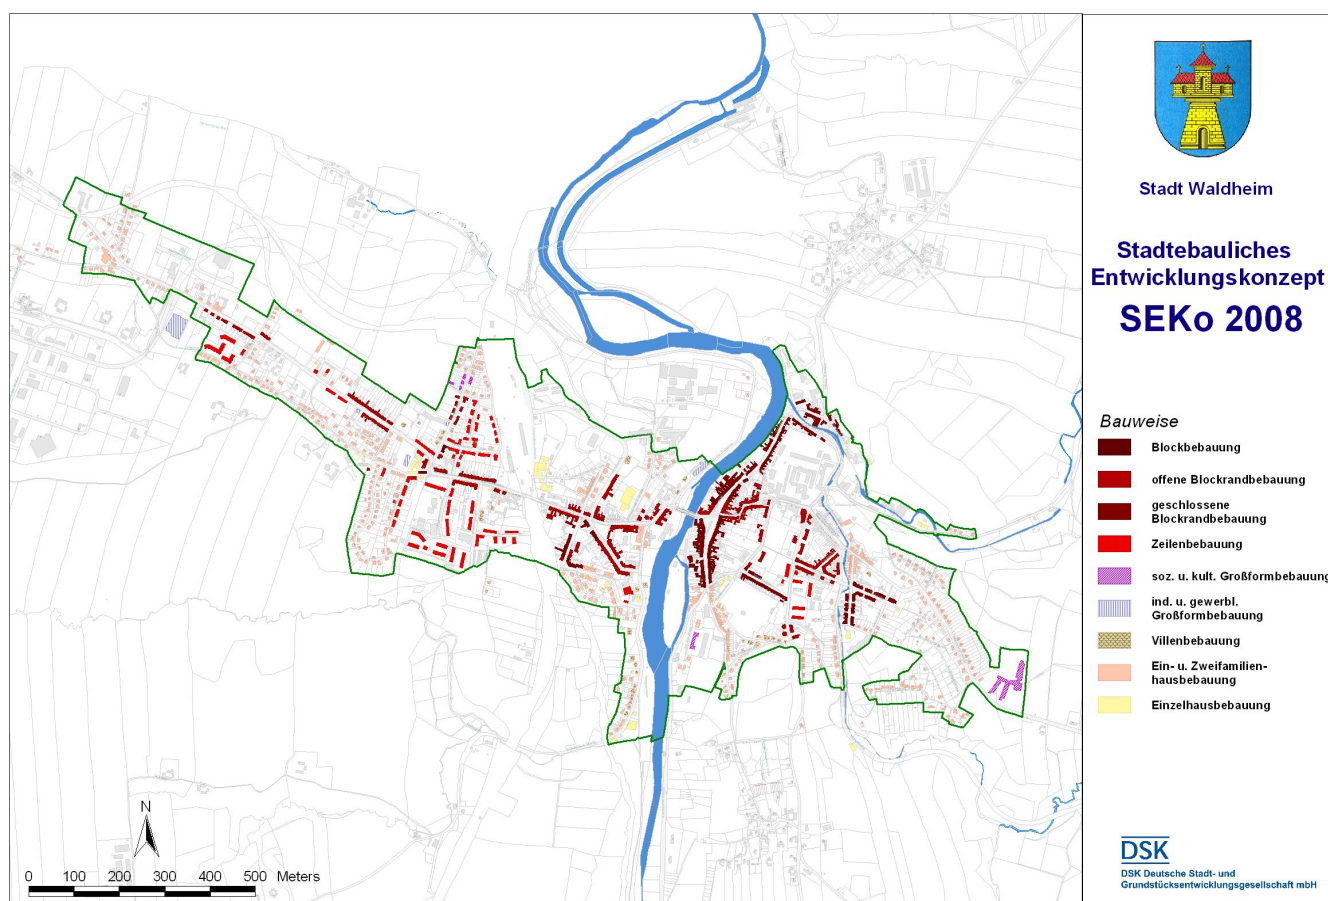 Stadt Waldheim
Stadtebauliches
Entwicklungskonzept
SEKo 2008
Bauweise
Blockbebauung
offene Blockrandbebauung
geschlossene
Blockrandbebauung
Zeilenbebauung
soz. u. kult. Großformbebauung
ind. u. gewerbl.
Großformbebauung
Villenbebauung
Ein- u. Zweifamilien-
hausbebauung
Einzelhausbebauung
N
0 100 200 300 400 500 Meters
DSK
DSK Deutsche Stadt- und
Grundstücksentwicklungsgesellschaft mbH